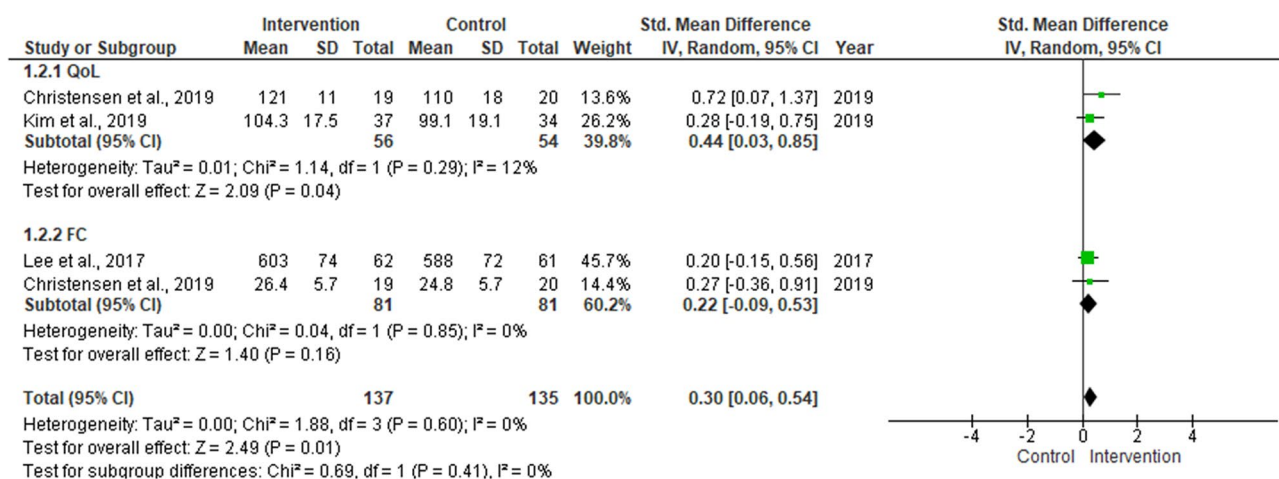 Intervention Control Std. Mean Difference Std. Mean Difference
Study or Subgroup Mean SD Total Mean SD Total Weight IV, Random, 95% CI Year IV, Random, 95% CI
1.2.1 QoL
Christensen et al., 2019 121 11 19 110 18 20 13.6% 0.72 [0.07, 1.37] 2019
Kim et al., 2019 104.3 17.5 37 99.1 19.1 34 26.2% 0.28 [-0.19, 0.75] 2019
Subtotal (95% CI) 56 54 39.8% 0.44 [0.03, 0.85]
Heterogeneity: Tau² = 0.01; Chi² = 1.14, df = 1 (P = 0.29); I² = 12%
Test for overall effect: Z = 2.09 (P = 0.04)
1.2.2 FC
Lee et al., 2017 603 74 62 588 72 61 45.7% 0.20 [-0.15, 0.56] 2017
Christensen et al., 2019 26.4 5.7 19 24.8 5.7 20 14.4% 0.27 [-0.36, 0.91] 2019
Subtotal (95% CI) 81 81 60.2% 0.22 [-0.09, 0.53]
Heterogeneity: Tau² = 0.00; Chi² = 0.04, df = 1 (P = 0.85); I² = 0%
Test for overall effect: Z = 1.40 (P = 0.16)
Total (95% CI) 137 135 100.0% 0.30 [0.06, 0.54]
Heterogeneity: Tau² = 0.00; Chi² = 1.88, df = 3 (P = 0.60); I² = 0%
Test for overall effect: Z = 2.49 (P = 0.01)
Test for subgroup differences: Chi² = 0.69, df = 1 (P = 0.41), I² = 0%
-4 -2 0 2 4
Control Intervention